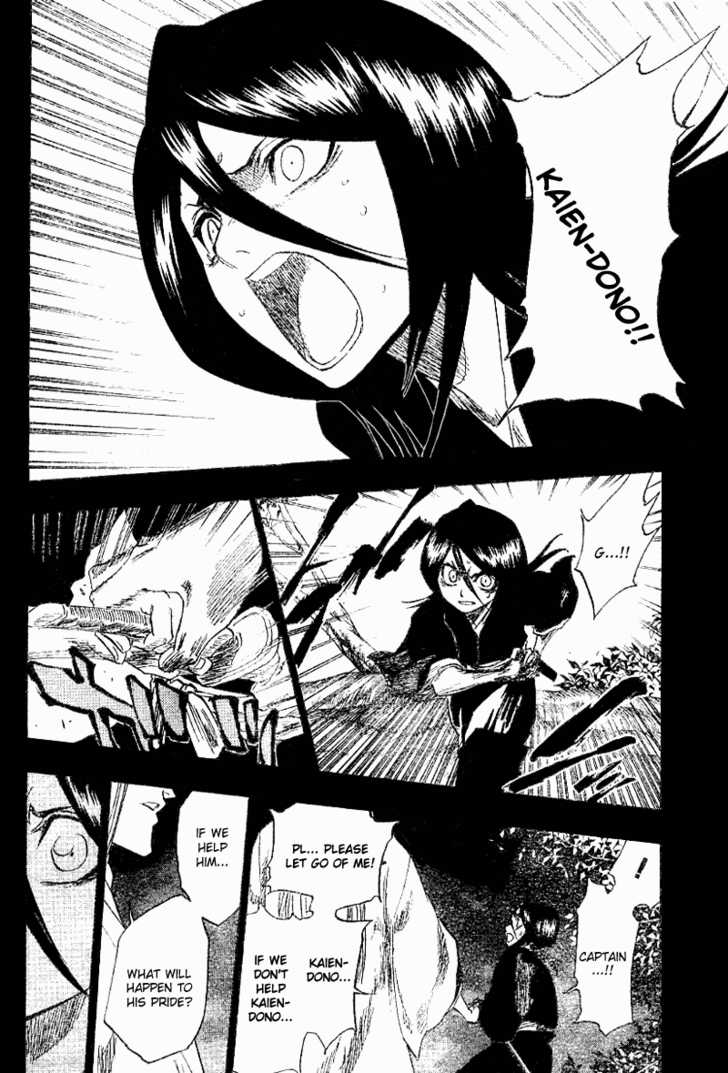 KAIEN-DONO!!
G...!!
!
CAPTAIN
...!!
PL... PLEASE
LET GO OF ME!
KAIEN-
DONO...
IF WE
DON'T
HELP
KAIEN-
DONO...
IF WE
HELP
HIM...
WHAT WILL
HAPPEN TO
HIS PRIDE?